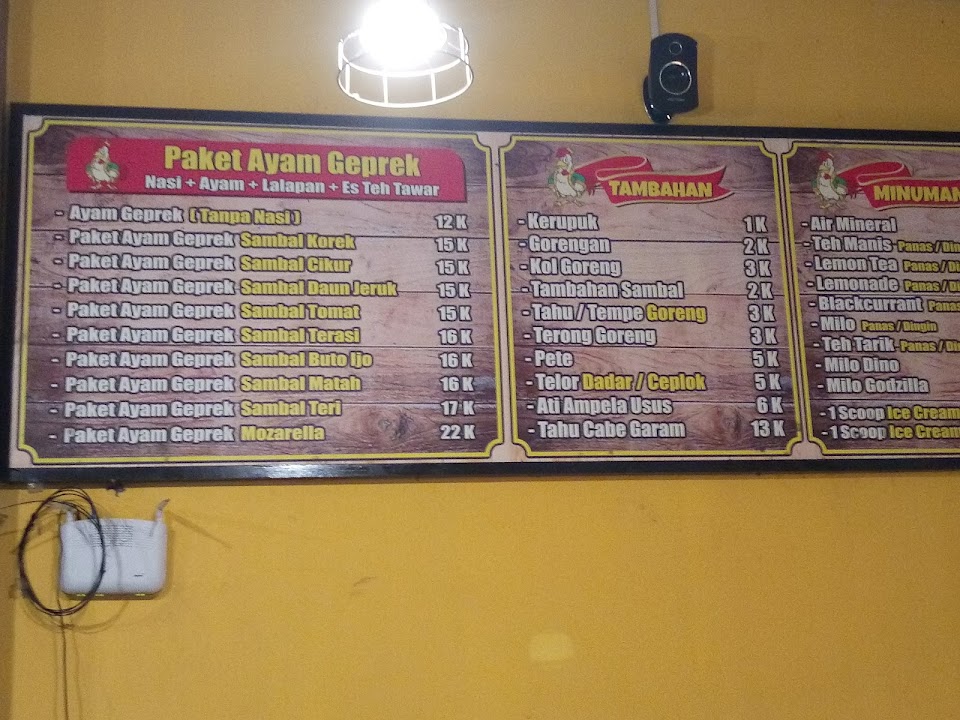 Paket Ayam Geprek
Nasi + Ayam + Lalapan + Es Teh Tawar
- Ayam Geprek (Tanpa Nasi) 12 K
- Paket Ayam Geprek Sambal Korek 15 K
- Paket Ayam Geprek Sambal Cikur 15 K
- Paket Ayam Geprek Sambal Daun Jeruk 15 K
- Paket Ayam Geprek Sambal Tomat 15 K
- Paket Ayam Geprek Sambal Terasi 16 K
- Paket Ayam Geprek Sambal Buto Ijo 16 K
- Paket Ayam Geprek Sambal Matah 16 K
- Paket Ayam Geprek Sambal Teri 17 K
- Paket Ayam Geprek Mozarella 22 K
TAMBAHAN
- Kerupuk 1 K
- Gorengan 2 K
- Kol Goreng 3 K
- Tambahan Sambal 2 K
- Tahu / Tempe Goreng 3 K
- Terong Goreng 3 K
- Pete 5 K
- Telor Dadar / Ceplok 5 K
- Ati Ampela Usus 6 K
- Tahu Cabe Garam 13 K
MINUMAN
- Air Mineral
- Teh Manis Panas / Din
- Lemon Tea Panas / Di
- Lemonade Panas / Di
- Blackcurrant Panas
- Milo Panas / Dingin
- Teh Tarik Panas / Di
- Milo Dino
- Milo Godzilla
- 1 Scoop Ice Cream
- 1 Scoop Ice Cream